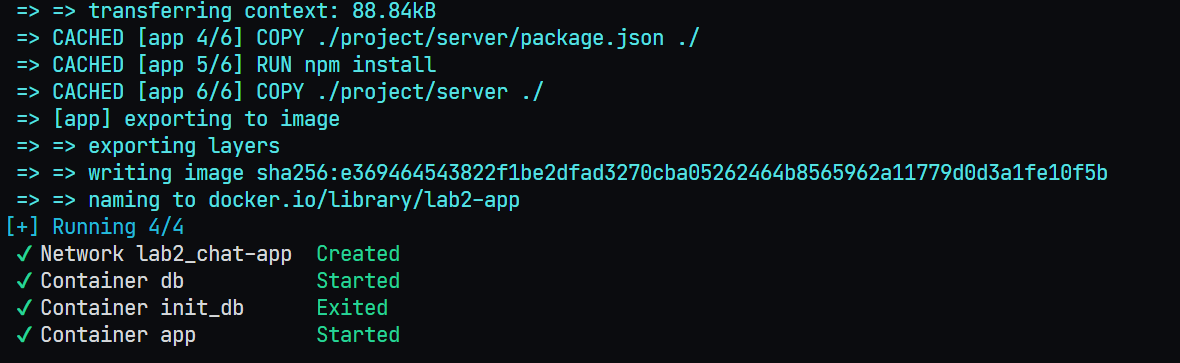 => => transferring context: 88.84kB
=> CACHED [app 4/6] COPY ./project/server/package.json ./
=> CACHED [app 5/6] RUN npm install
=> CACHED [app 6/6] COPY ./project/server ./
=> [app] exporting to image
=> => exporting layers
=> => writing image sha256:e369464543822f1be2dfad3270cba05262464b8565962a11779d0d3a1fe10f5b
=> => naming to docker.io/library/lab2-app
[+] Running 4/4
✓ Network lab2_chat-app  Created
✓ Container db           Started
✓ Container init_db      Exited
✓ Container app          Started